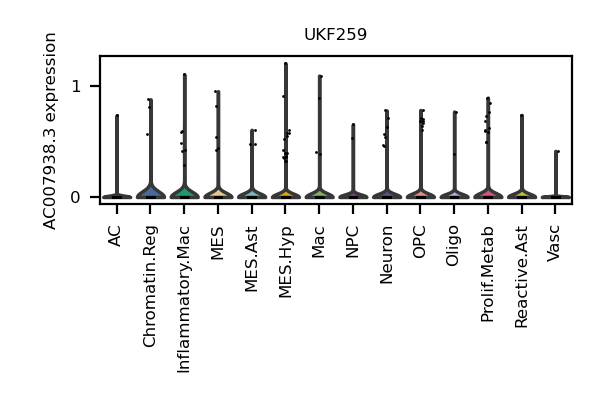 UKF259
AC007938.3 expression
1
0
AC
Chromatin.Reg
Inflammatory.Mac
MES
MES.Ast
MES.Hyp
Mac
NPC
Neuron
OPC
Oligo
Prolif.Metab
Reactive.Ast
Vasc